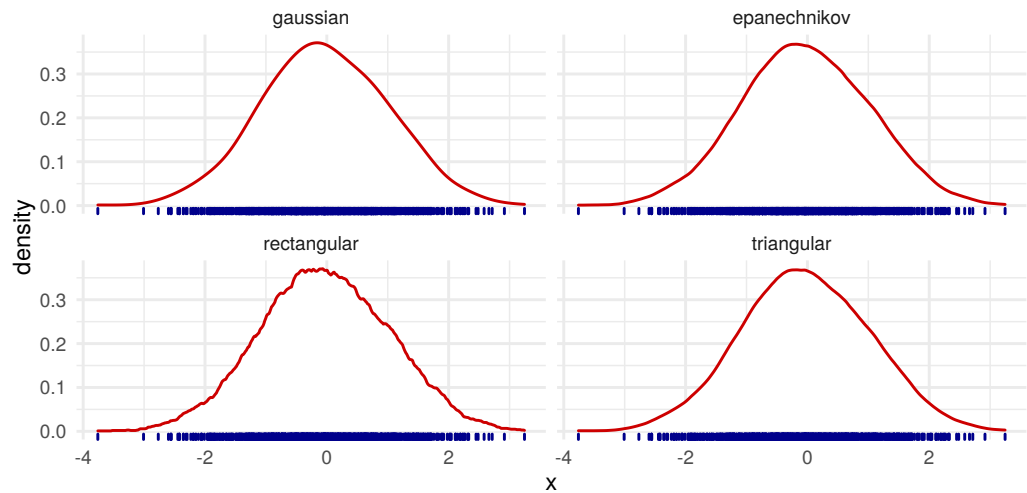 gaussian
epanechnikov
0.3
0.2
0.1
0.0
density
rectangular
triangular
0.3
0.2
0.1
0.0
-4 -2 0 2 -4 -2 0 2
x